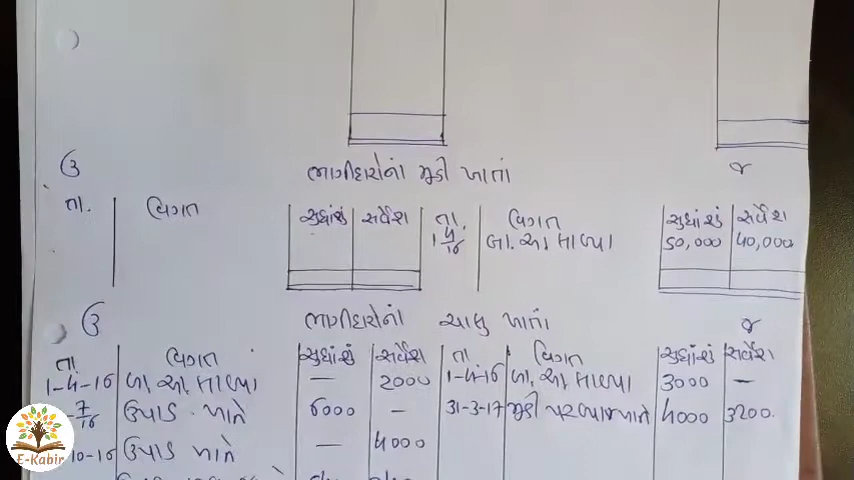 ઉ ભાગીદારોનાં મૂડી ખાતાં જ
તા. વિગત સુધાંશું સર્વેશ તા. વિગત સુધાંશું સર્વેશ
1 4/16 બા. આ. લાવ્યા 50,000 40,000
ઉ ભાગીદારોનાં ચાલુ ખાતાં જ
તા. વિગત સુધાંશું સર્વેશ તા. વિગત સુધાંશું સર્વેશ
1-4-16 બા. આ. લાવ્યા — 2000 1-4-16 બા. આ. લાવ્યા 3000 —
7/16 ઉપાડ ખાતે 6000 — 31-3-17 મૂડી પર વ્યાજ ખાતે 4000 3200
10-16 ઉપાડ ખાતે — 4000
E-Kabir